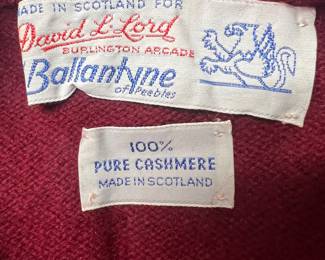 MADE IN SCOTLAND FOR
David L. Lord
BURLINGTON ARCADE
Ballantyne
of Peebles
100%
PURE CASHMERE
MADE IN SCOTLAND